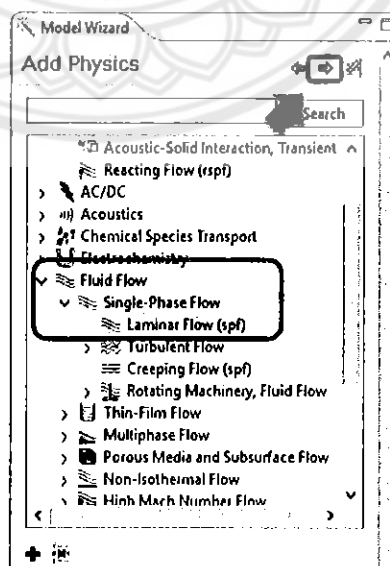 Model Wizard
Add Physics
Search
Acoustic-Solid Interaction, Transient
Reacting Flow (rspf)
AC/DC
Acoustics
Chemical Species Transport
Electrochemistry
Fluid Flow
Single-Phase Flow
Laminar Flow (spf)
Turbulent Flow
Creeping Flow (spf)
Rotating Machinery, Fluid Flow
Thin-Film Flow
Multiphase Flow
Porous Media and Subsurface Flow
Non-Isothermal Flow
High Mach Number Flow